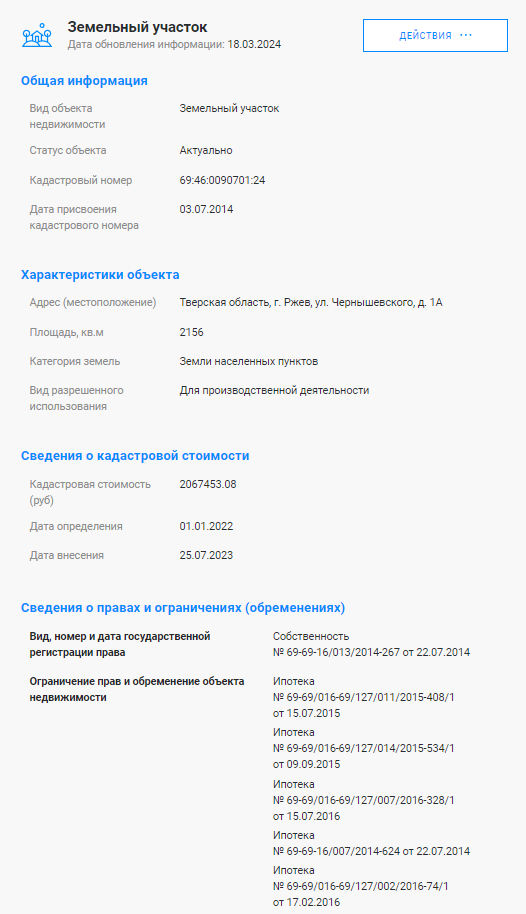 Земельный участок
Дата обновления информации: 18.03.2024
ДЕЙСТВИЯ ···
Общая информация
Вид объекта
недвижимости
Земельный участок
Статус объекта
Актуально
Кадастровый номер
69:46:0090701:24
Дата присвоения
кадастрового номера
03.07.2014
Характеристики объекта
Адрес (местоположение)
Тверская область, г. Ржев, ул. Чернышевского, д. 1А
Площадь, кв.м
2156
Категория земель
Земли населенных пунктов
Вид разрешенного
использования
Для производственной деятельности
Сведения о кадастровой стоимости
Кадастровая стоимость
(руб)
2067453.08
Дата определения
01.01.2022
Дата внесения
25.07.2023
Сведения о правах и ограничениях (обременениях)
Вид, номер и дата государственной
регистрации права
Собственность
№ 69-69-16/013/2014-267 от 22.07.2014
Ограничение прав и обременение объекта
недвижимости
Ипотека
№ 69-69/016-69/127/011/2015-408/1
от 15.07.2015
Ипотека
№ 69-69/016-69/127/014/2015-534/1
от 09.09.2015
Ипотека
№ 69-69/016-69/127/007/2016-328/1
от 15.07.2016
Ипотека
№ 69-69-16/007/2014-624 от 22.07.2014
Ипотека
№ 69-69/016-69/127/002/2016-74/1
от 17.02.2016